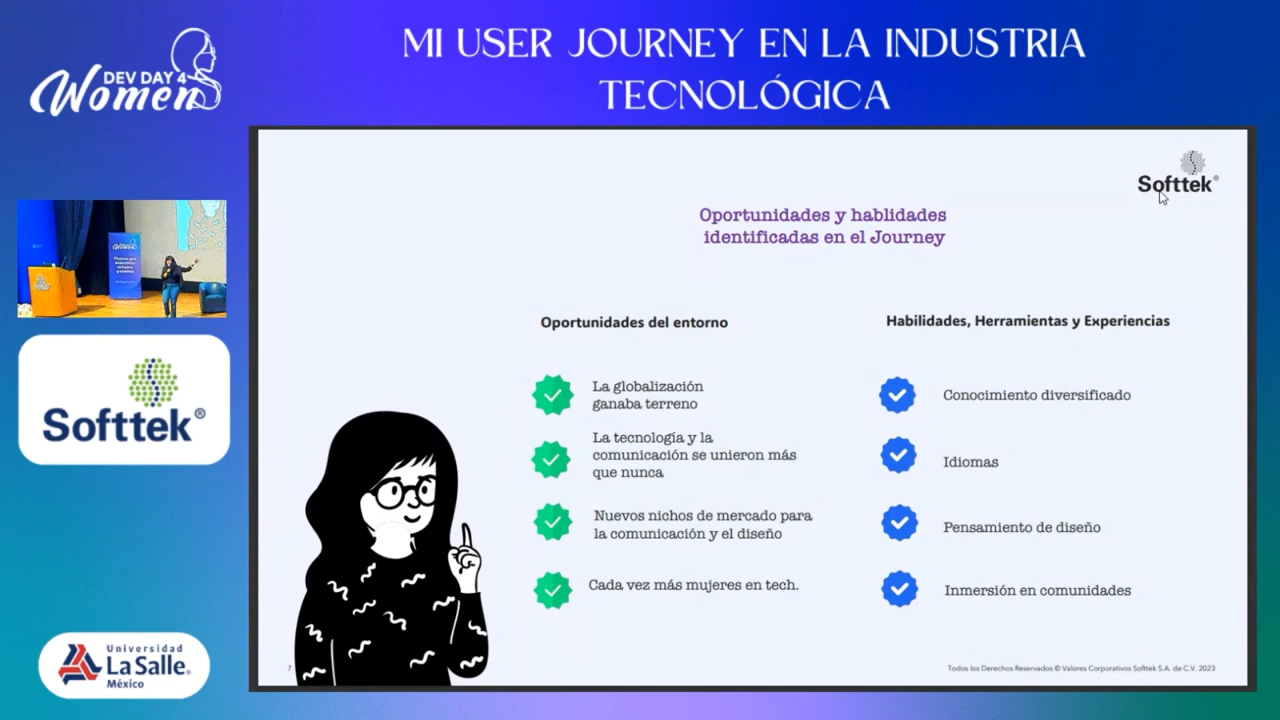 DEV DAY 4
Women
MI USER JOURNEY EN LA INDUSTRIA
TECNOLÓGICA
Softtek®
Oportunidades y hablidades
identificadas en el Journey
Oportunidades del entorno
La globalización
ganaba terreno
La tecnología y la
comunicación se unieron más
que nunca
Nuevos nichos de mercado para
la comunicación y el diseño
Cada vez más mujeres en tech.
Habilidades, Herramientas y Experiencias
Conocimiento diversificado
Idiomas
Pensamiento de diseño
Inmersión en comunidades
7
Todos los Derechos Reservados © Valores Corporativos Softtek S.A. de C.V. 2023
Softtek®
Universidad
La Salle®
México